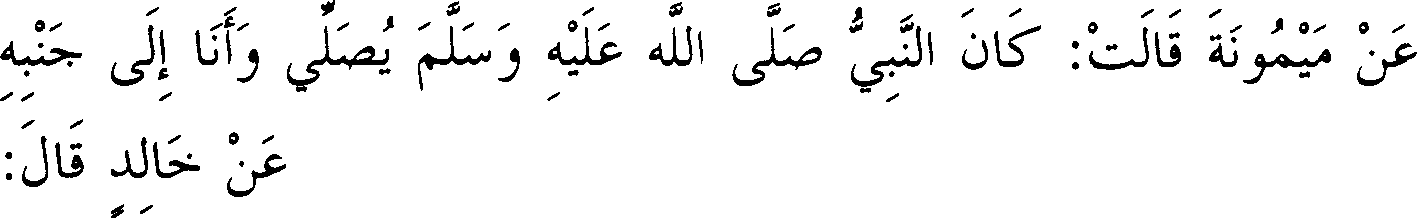 عَنْ مَيْمُونَةَ قَالَتْ: كَانَ النَّبِيُّ صَلَّى اللَّه عَلَيْهِ وَسَلَّمَ يُصَلِّي وَأَنَا إِلَى جَنْبِهِ
عَنْ خَالِدٍ قَالَ: